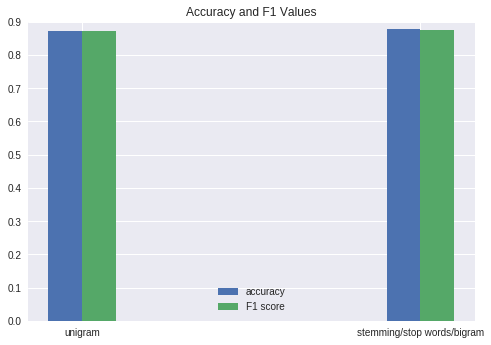 Accuracy and F1 Values
0.9
0.8
0.7
0.6
0.5
0.4
0.3
0.2
0.1
0.0
accuracy
F1 score
unigram
stemming/stop words/bigram